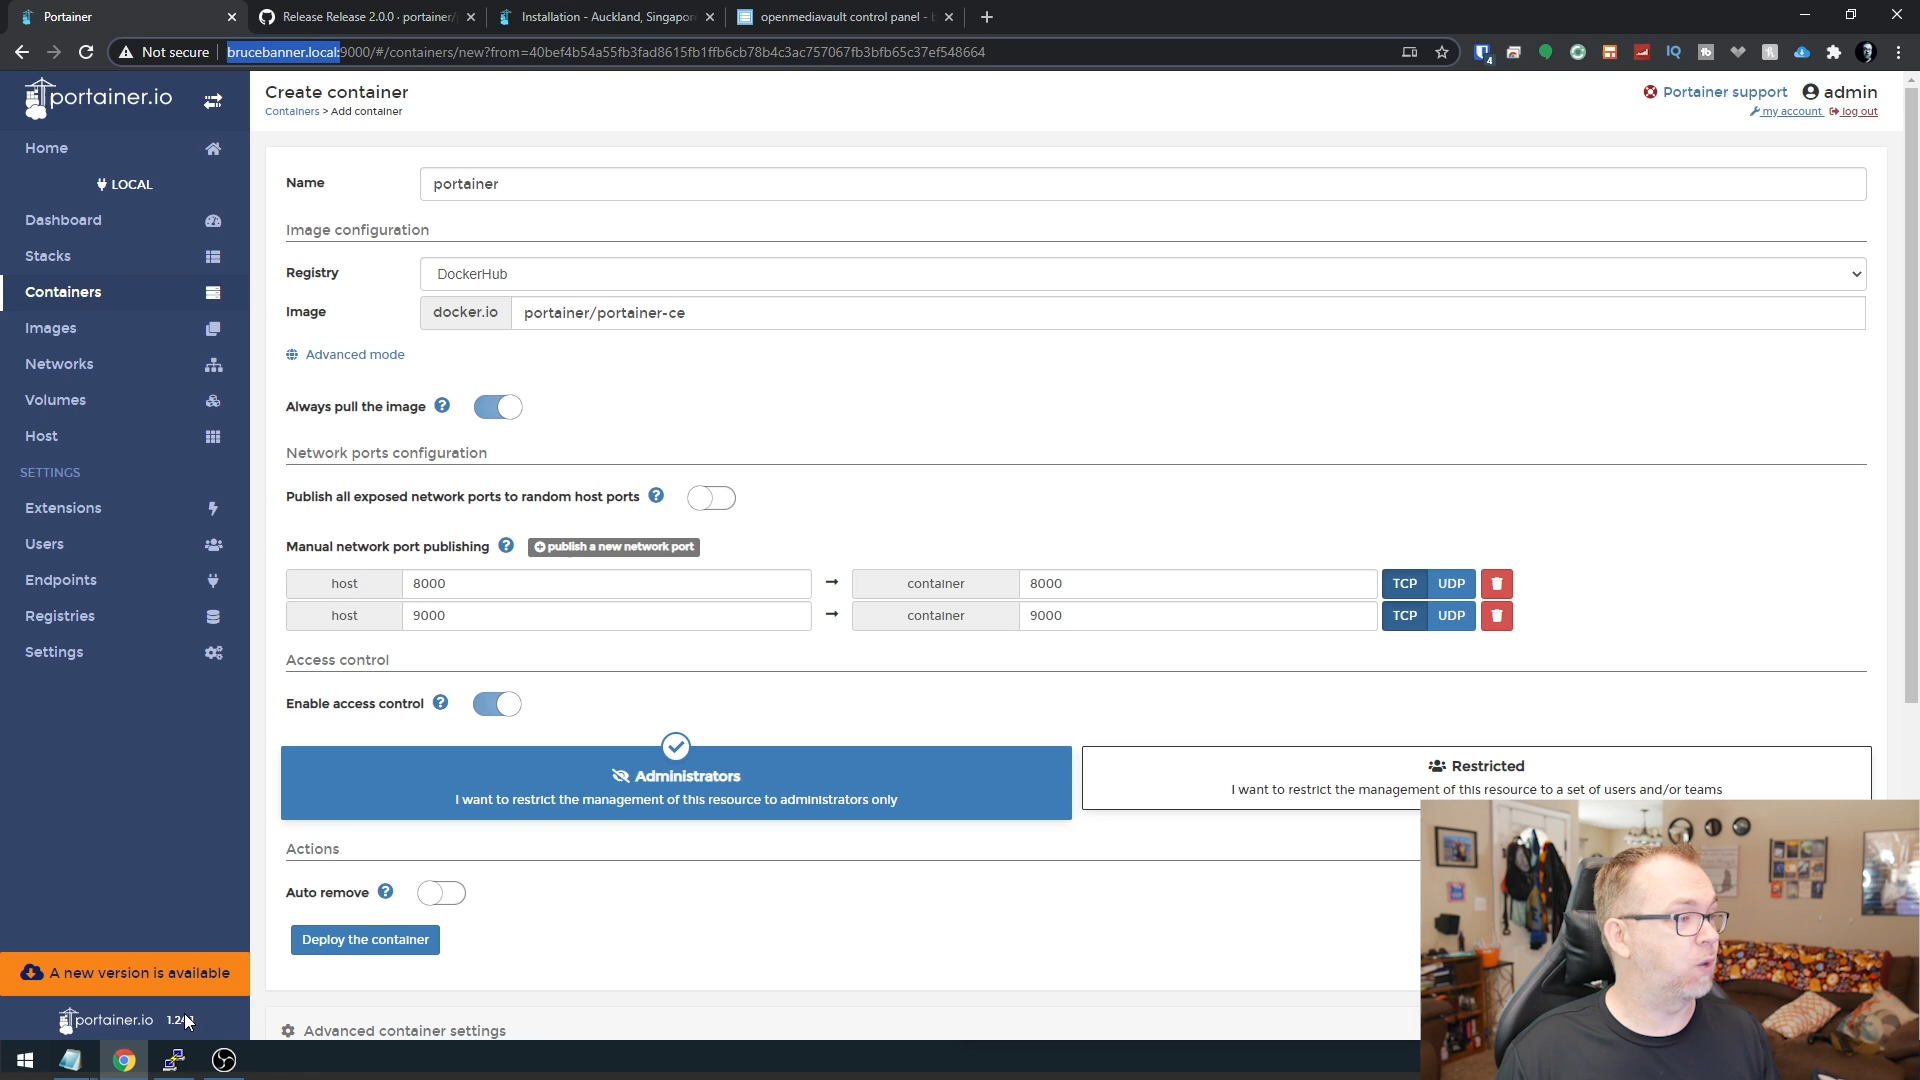 Portainer
Release Release 2.0.0 · portainer/
Installation - Auckland, Singapor
openmediavault control panel -
Not secure
brucebanner.local:9000/#/containers/new?from=40bef4b54a55fb3fad8615fb1ffb6cb78b4c3ac757067fb3bfb65c37ef548664
4
IQ
tb
portainer.io
Create container
Containers > Add container
Portainer support
admin
my account
log out
Home
LOCAL
Dashboard
Stacks
Containers
Images
Networks
Volumes
Host
SETTINGS
Extensions
Users
Endpoints
Registries
Settings
A new version is available
portainer.io
Name
portainer
Image configuration
Registry
DockerHub
Image
docker.io
portainer/portainer-ce
Advanced mode
Always pull the image
Network ports configuration
Publish all exposed network ports to random host ports
Manual network port publishing
publish a new network port
host
8000
container
8000
TCP
UDP
host
9000
container
9000
TCP
UDP
Access control
Enable access control
Administrators
I want to restrict the management of this resource to administrators only
Restricted
I want to restrict the management of this resource to a set of users and/or teams
Actions
Auto remove
Deploy the container
Advanced container settings